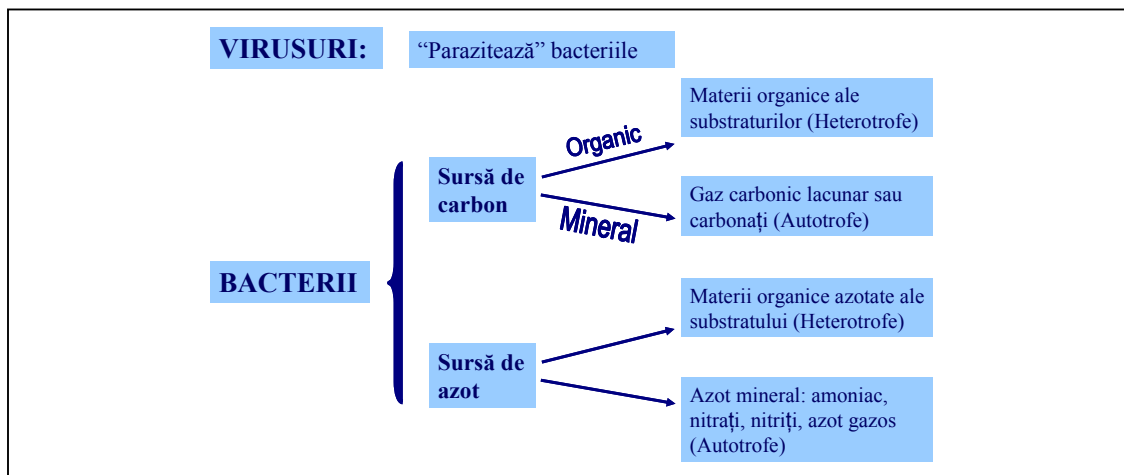 VIRUSURI:
“Parazitează” bacteriile
Materii organice ale
substraturilor (Heterotrofe)
Organic
Sursă de
carbon
Mineral
Gaz carbonic lacunar sau
carbonați (Autotrofe)
BACTERII
Materii organice azotate ale
substratului (Heterotrofe)
Sursă de
azot
Azot mineral: amoniac,
nitrați, nitriți, azot gazos
(Autotrofe)